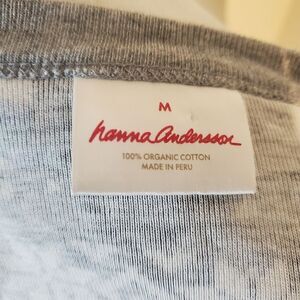 M
hanna andersson
100% ORGANIC COTTON
MADE IN PERU